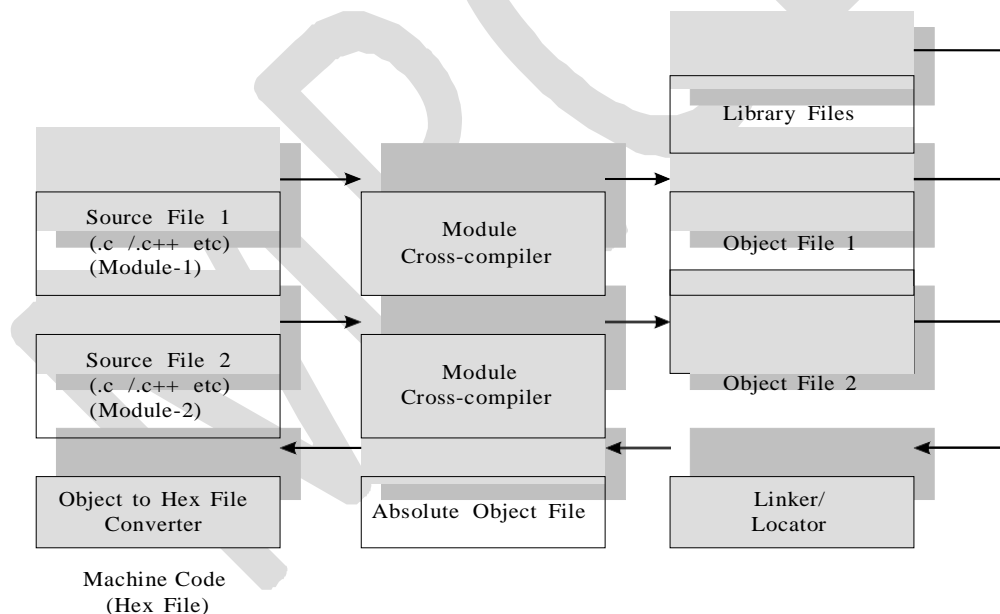 Library Files
Source File 1
(.c /.c++ etc)
(Module-1)
Module
Cross-compiler
Object File 1
Source File 2
(.c /.c++ etc)
(Module-2)
Module
Cross-compiler
Object File 2
Object to Hex File
Converter
Absolute Object File
Linker/
Locator
Machine Code
(Hex File)